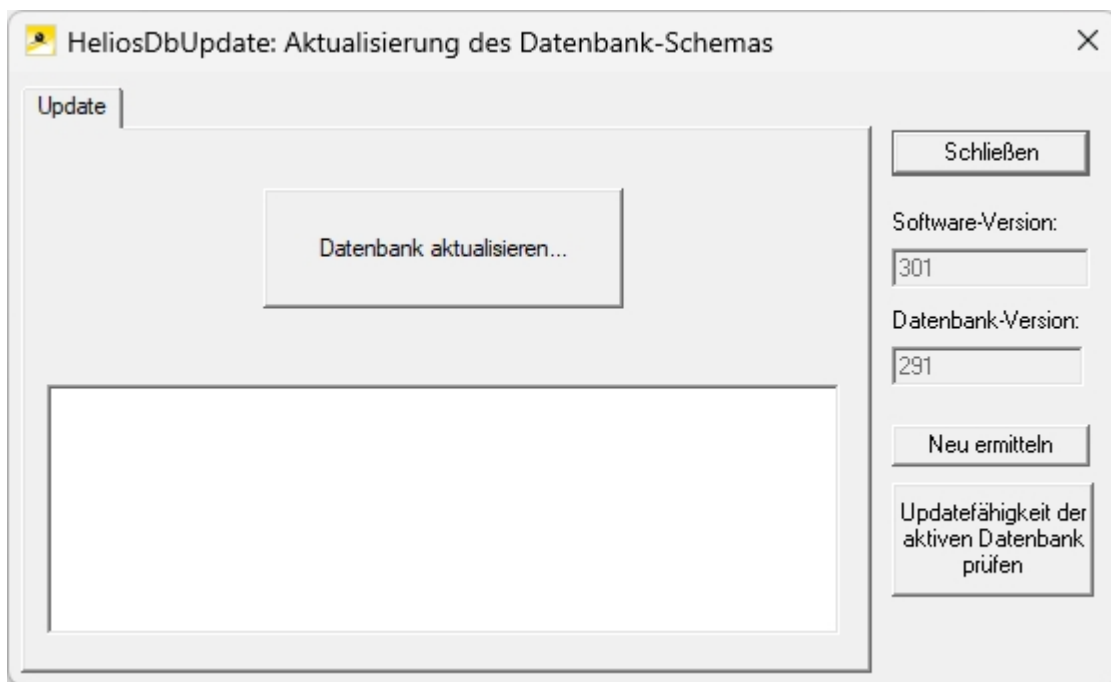 HeliosDbUpdate: Aktualisierung des Datenbank-Schemas
Update
Datenbank aktualisieren...
Schließen
Software-Version:
301
Datenbank-Version:
291
Neu ermitteln
Updatefähigkeit der
aktiven Datenbank
prüfen